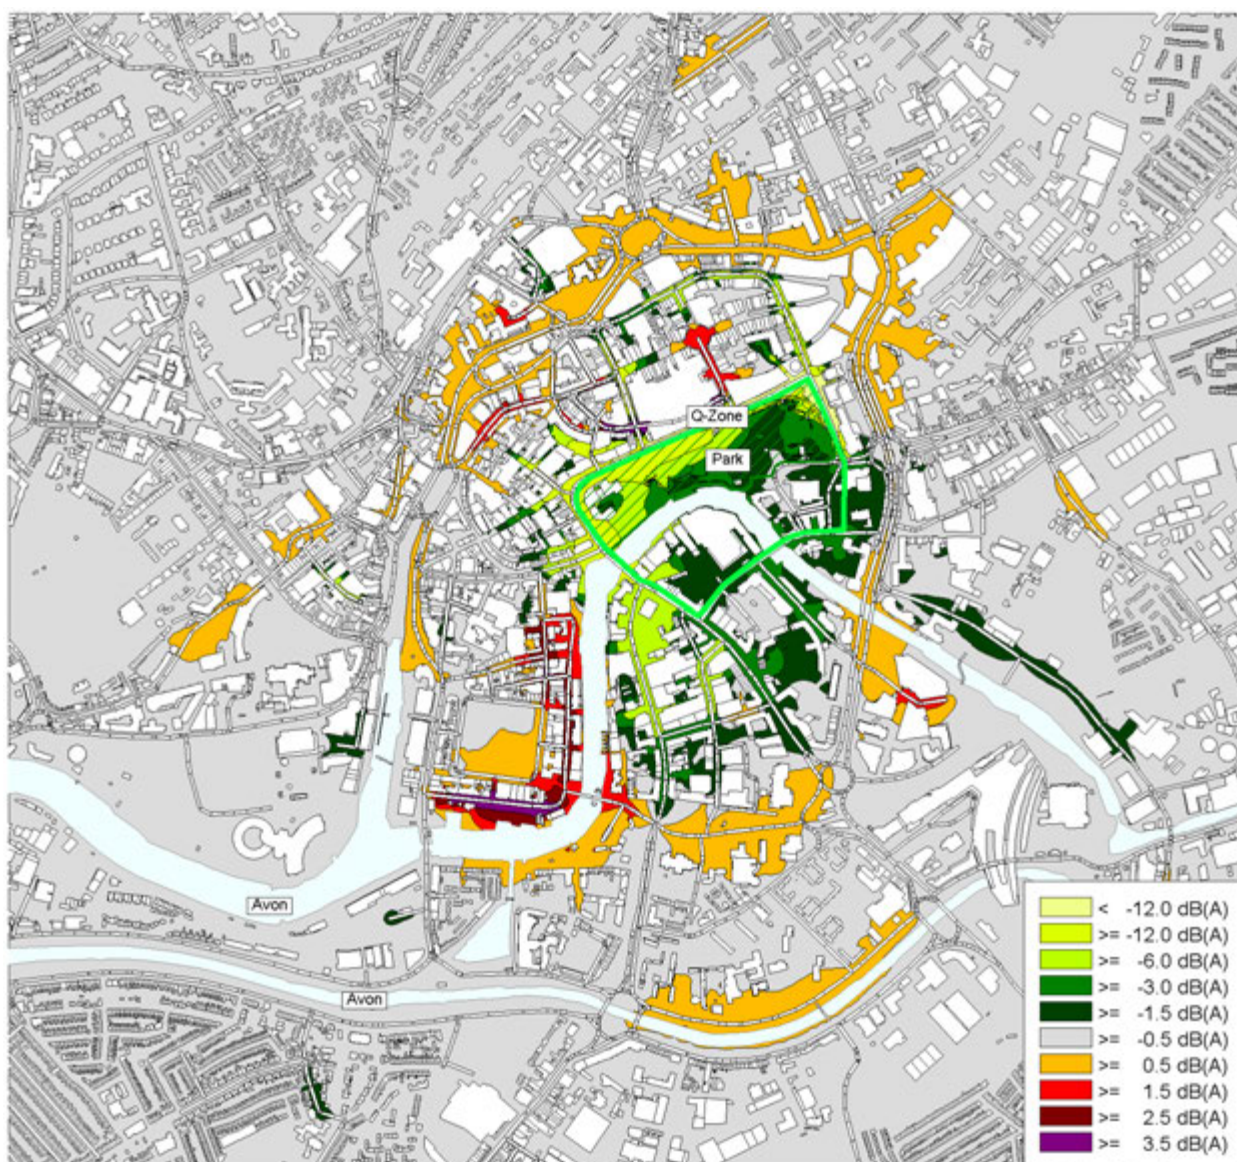 Q-Zone
Park
Avon
Avon
< -12.0 dB(A)
>= -12.0 dB(A)
>= -6.0 dB(A)
>= -3.0 dB(A)
>= -1.5 dB(A)
>= -0.5 dB(A)
>= 0.5 dB(A)
>= 1.5 dB(A)
>= 2.5 dB(A)
>= 3.5 dB(A)